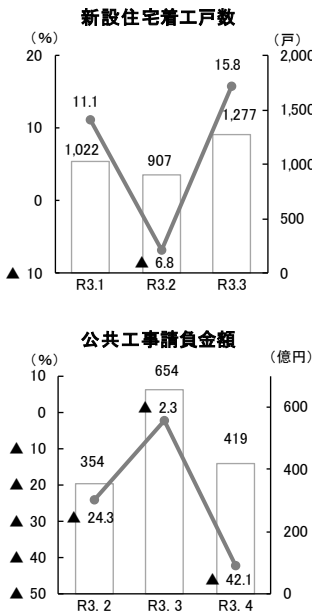 新設住宅着工戸数
(%) (戸)
20 2,000
15.8
11.1 1,500
1,277
10 1,022 907
1,000
0
500
▲ 6.8
▲ 10 0
R3.1 R3.2 R3.3
公共工事請負金額
(%) (億円)
10 654
600
0 ▲ 2.3
419
▲ 10 354
400
▲ 20
▲ 24.3
▲ 30 200
▲ 40
▲ 42.1
▲ 50 0
R3. 2 R3. 3 R3. 4